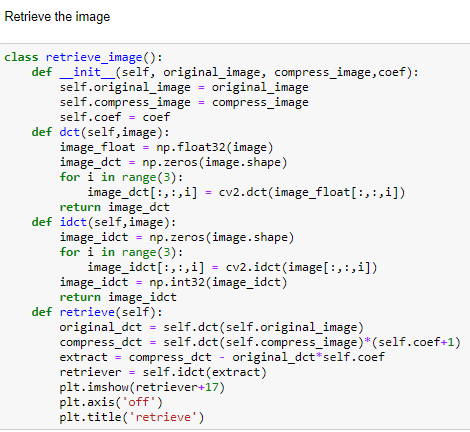 Retrieve the image
class retrieve_image():
    def __init__(self, original_image, compress_image,coef):
        self.original_image = original_image
        self.compress_image = compress_image
        self.coef = coef
    def dct(self,image):
        image_float = np.float32(image)
        image_dct = np.zeros(image.shape)
        for i in range(3):
            image_dct[:,:,i] = cv2.dct(image_float[:,:,i])
        return image_dct
    def idct(self,image):
        image_idct = np.zeros(image.shape)
        for i in range(3):
            image_idct[:,:,i] = cv2.idct(image[:,:,i])
        image_idct = np.int32(image_idct)
        return image_idct
    def retrieve(self):
        original_dct = self.dct(self.original_image)
        compress_dct = self.dct(self.compress_image)*(self.coef+1)
        extract = compress_dct - original_dct*self.coef
        retriever = self.idct(extract)
        plt.imshow(retriever+17)
        plt.axis('off')
        plt.title('retrieve')